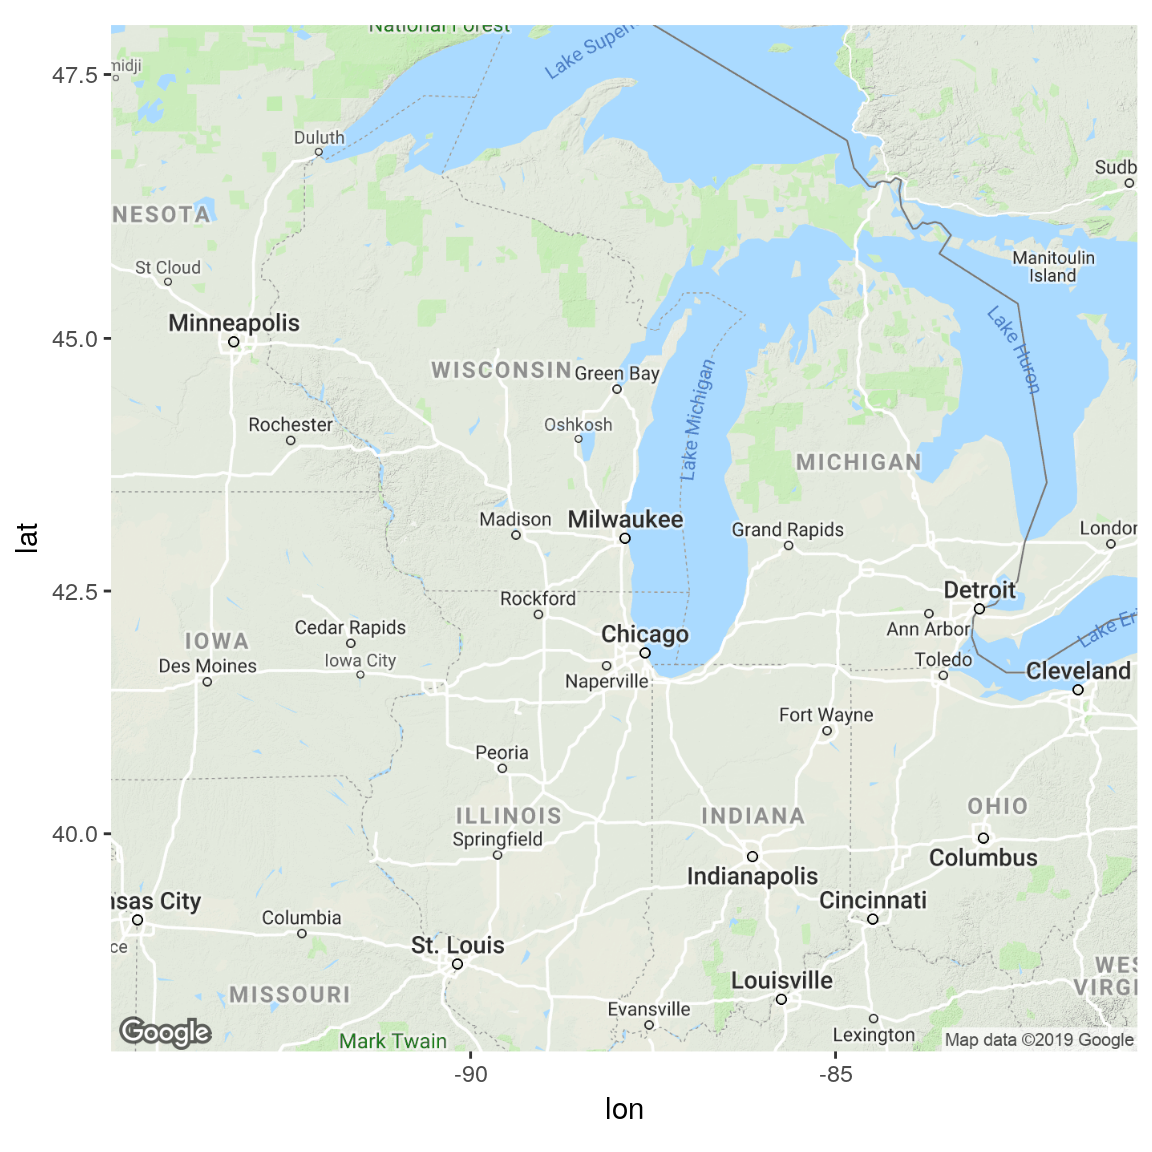 National Forest
Lake Super
47.5
midji
Duluth
Sudb
NESOTA
St Cloud
Manitoulin
Island
Minneapolis
45.0
Lake Huron
WISCONSIN
Green Bay
Lake Michigan
Rochester
Oshkosh
MICHIGAN
Madison
Milwaukee
Grand Rapids
London
lat
42.5
Rockford
Detroit
Cedar Rapids
Chicago
Ann Arbor
Lake Er
IOWA
Iowa City
Des Moines
Toledo
Naperville
Cleveland
Fort Wayne
Peoria
ILLINOIS
INDIANA
OHIO
40.0
Springfield
Columbus
Indianapolis
nsas City
Cincinnati
Columbia
ce
St. Louis
WES
Louisville
VIRGI
MISSOURI
Evansville
Google
Mark Twain
Lexington
Map data ©2019 Google
-90
-85
lon